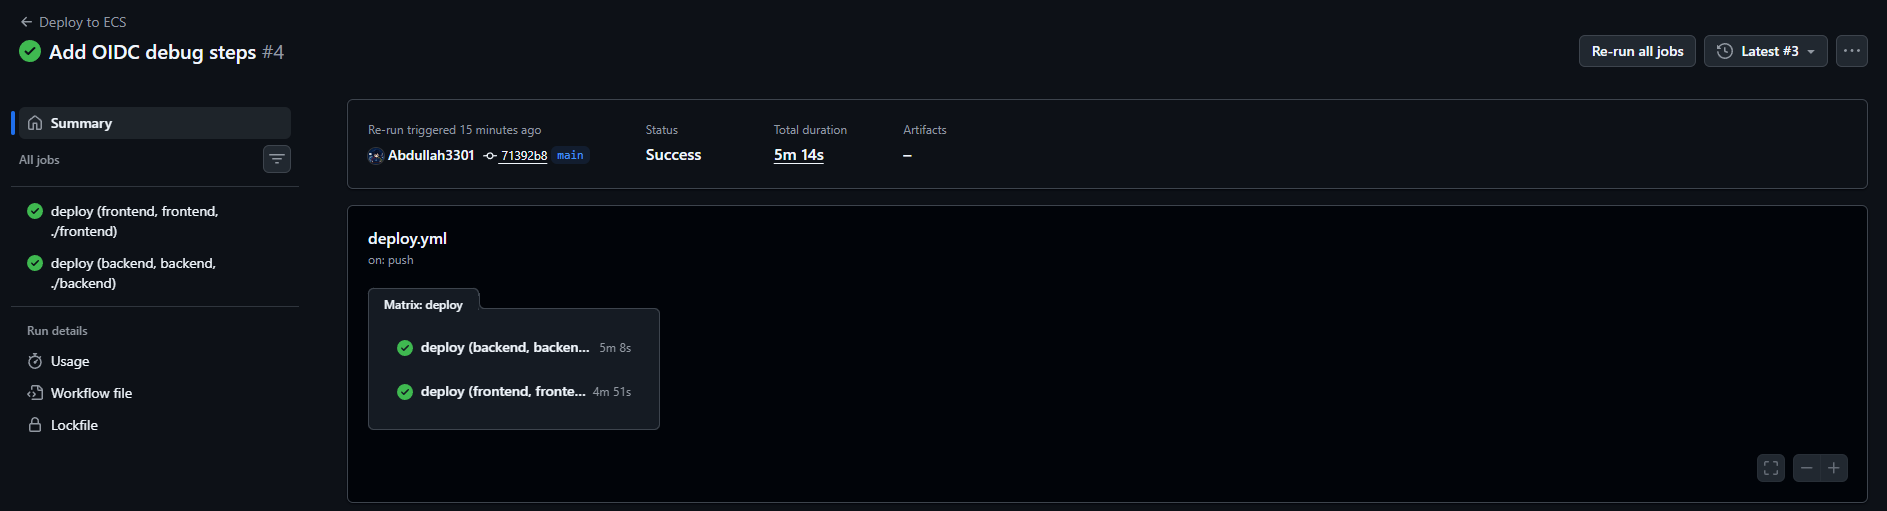 Deploy to ECS
Add OIDC debug steps #4
Re-run all jobs
Latest #3
Summary
All jobs
deploy (frontend, frontend,
./frontend)
deploy (backend, backend,
./backend)
Run details
Usage
Workflow file
Lockfile
Re-run triggered 15 minutes ago
Abdullah3301 71392b8 main
Status
Success
Total duration
5m 14s
Artifacts
–
deploy.yml
on: push
Matrix: deploy
deploy (backend, backen... 5m 8s
deploy (frontend, fronte... 4m 51s